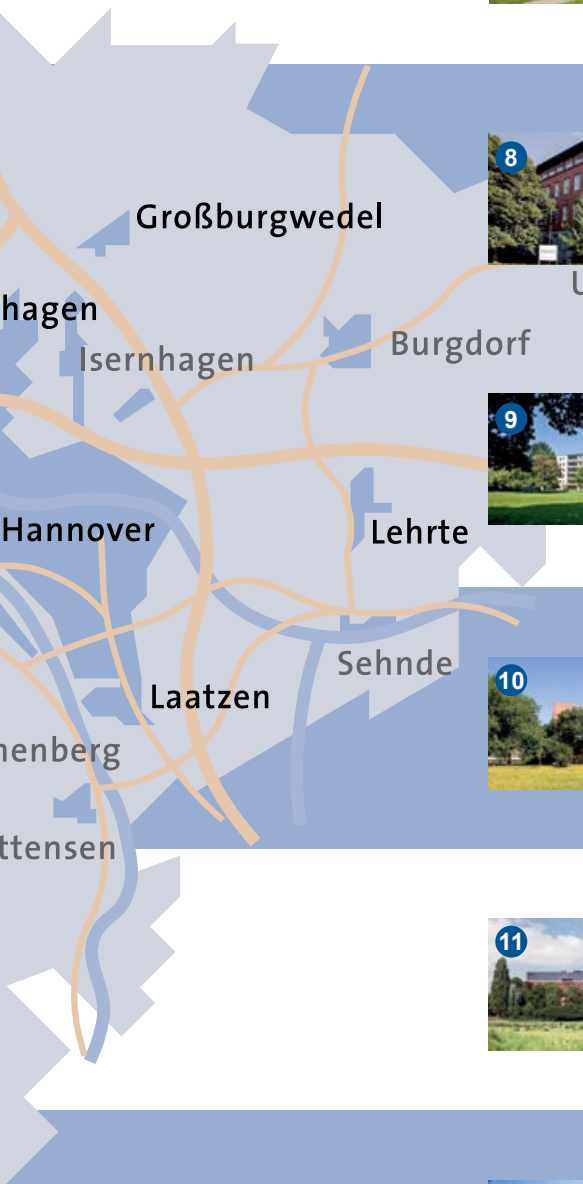 8
Großburgwedel
U
hagen
Isernhagen
Burgdorf
9
Hannover
Lehrte
Sehnde
10
Laatzen
nenberg
ttensen
11